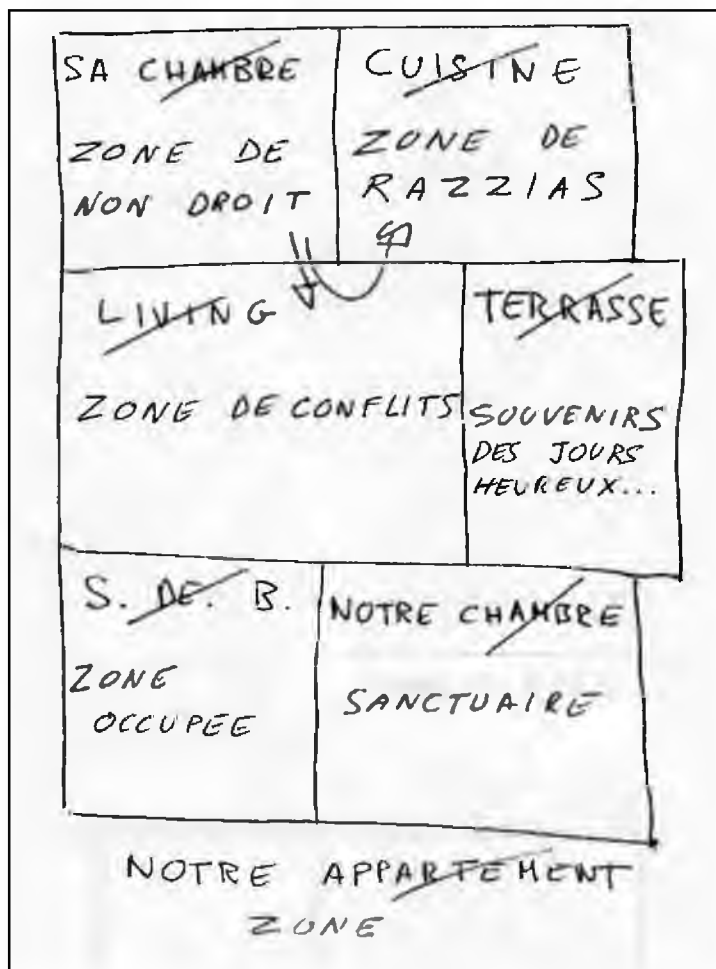 SA CHAMBRE
ZONE DE
NON DROIT
CUISINE
ZONE DE
RAZZIAS
LIVING
ZONE DE CONFLITS
TERRASSE
SOUVENIRS
DES JOURS
HEUREUX...
S. DE. B.
ZONE
OCCUPEE
NOTRE CHAMBRE
SANCTUAIRE
NOTRE APPARTEMENT
ZONE